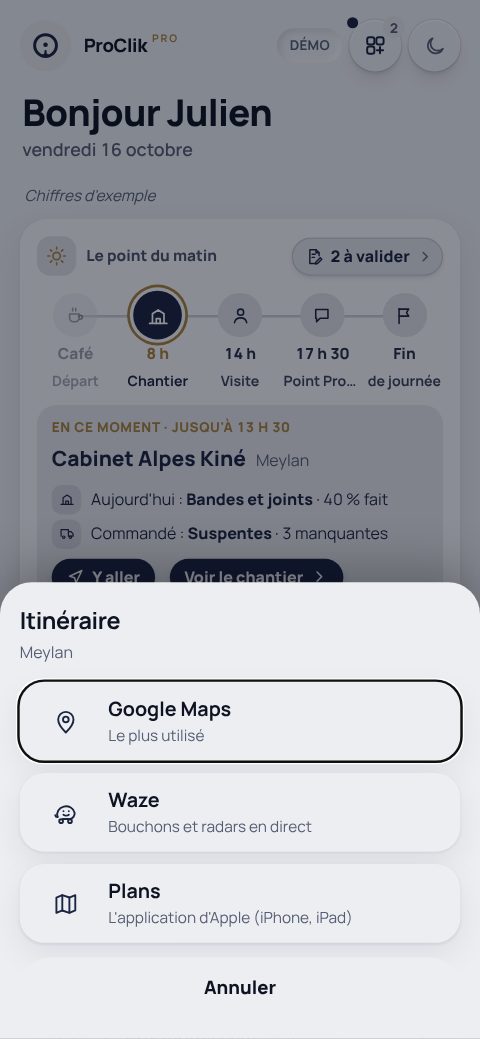 ProClik PRO
DÉMO
2
Bonjour Julien
vendredi 16 octobre
Chiffres d'exemple
Le point du matin
2 à valider
Café
8 h
14 h
17 h 30
Fin
Départ
Chantier
Visite
Point Pro...
de journée
EN CE MOMENT · JUSQU'À 13 H 30
Cabinet Alpes Kiné Meylan
Aujourd'hui : Bandes et joints · 40 % fait
Commandé : Suspentes · 3 manquantes
Y aller
Voir le chantier
Itinéraire
Meylan
Google Maps
Le plus utilisé
Waze
Bouchons et radars en direct
Plans
L'application d'Apple (iPhone, iPad)
Annuler